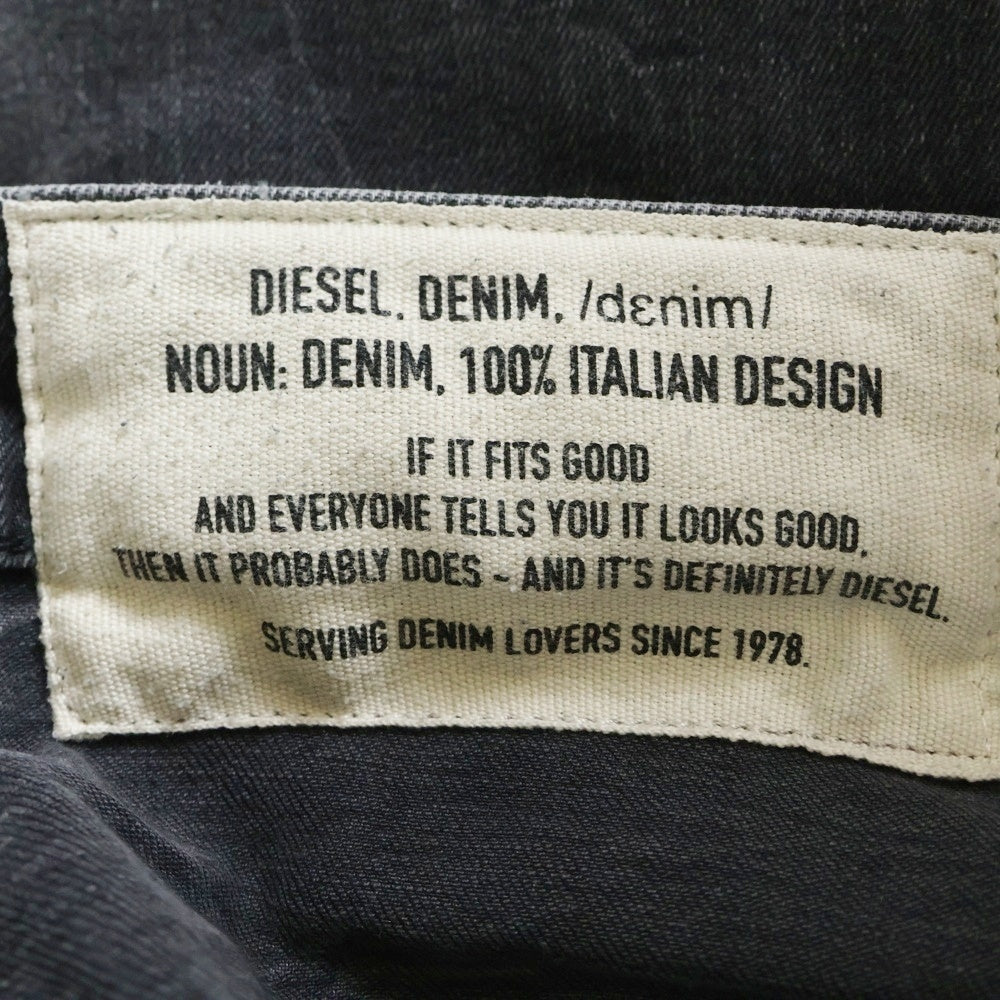 DIESEL. DENIM. /dɛnim/
NOUN: DENIM, 100% ITALIAN DESIGN
IF IT FITS GOOD
AND EVERYONE TELLS YOU IT LOOKS GOOD,
THEN IT PROBABLY DOES - AND IT'S DEFINITELY DIESEL.
SERVING DENIM LOVERS SINCE 1978.